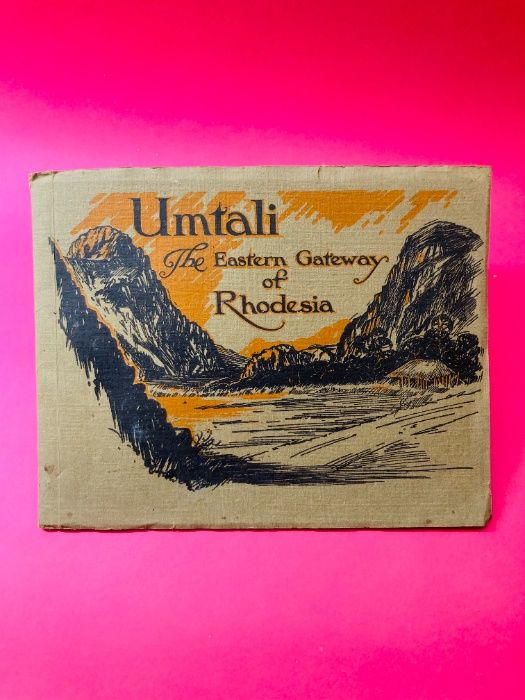 Umtali
The Eastern Gateway
of
Rhodesia